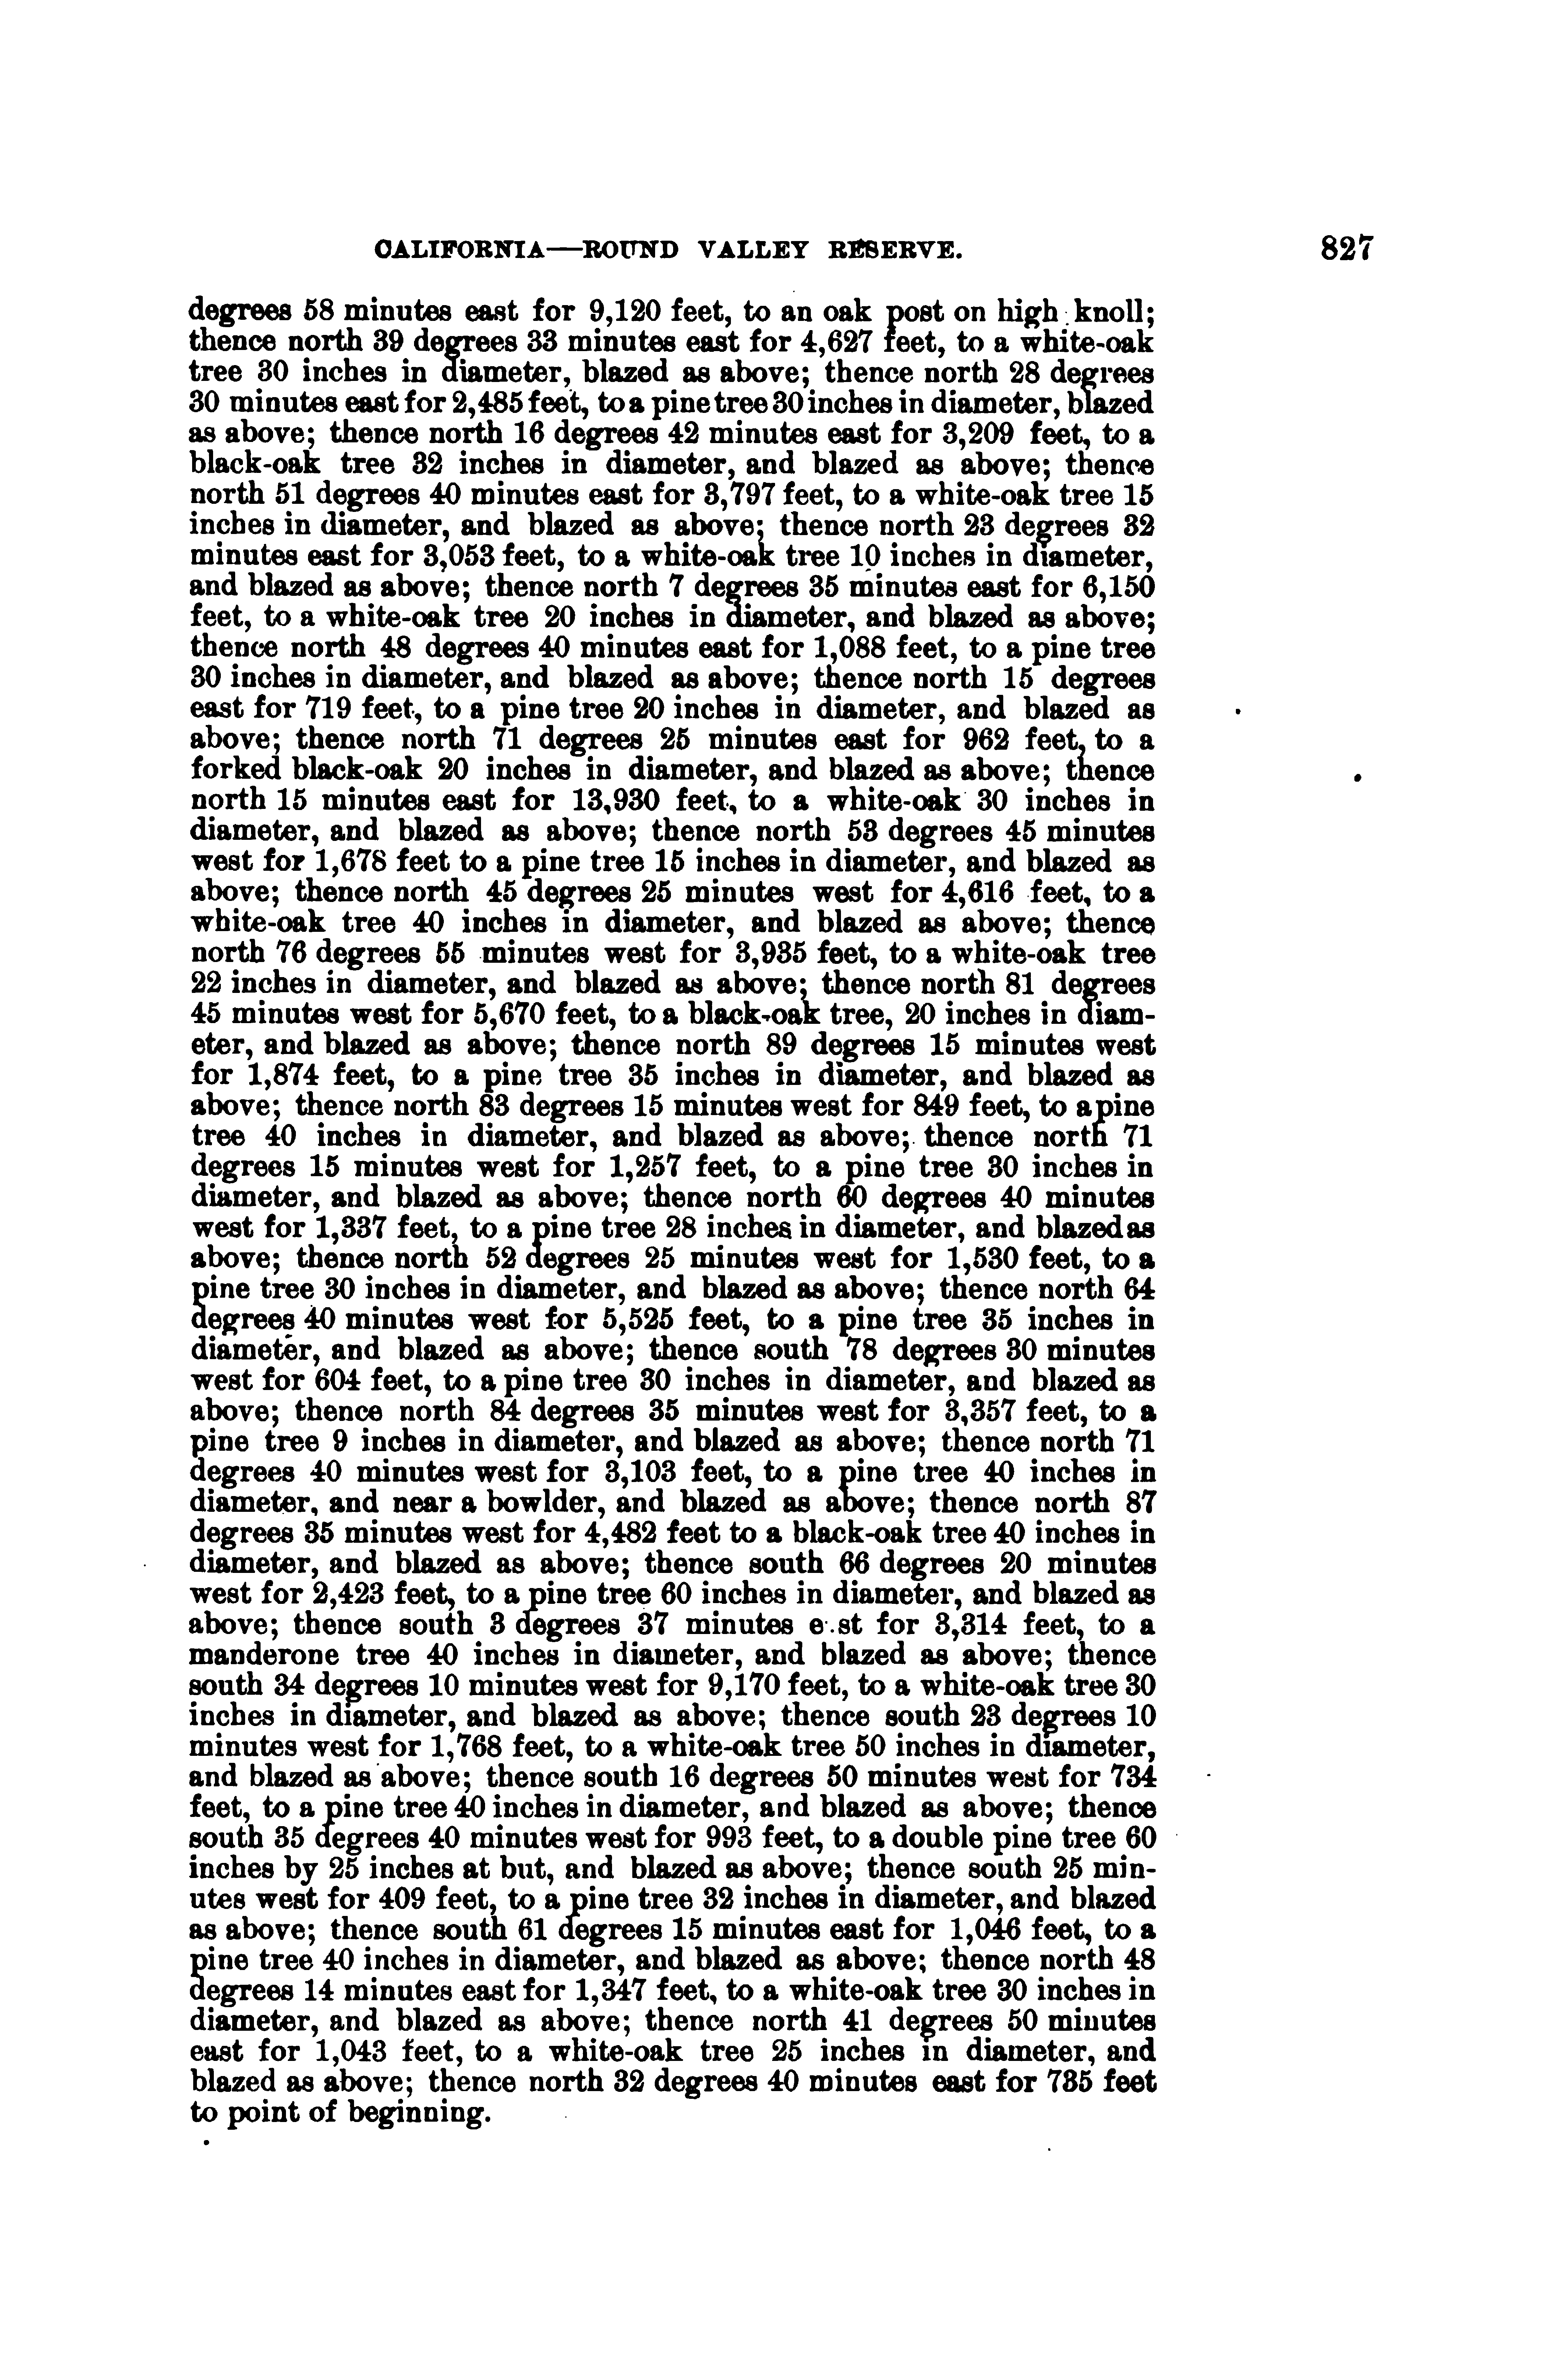 CALIFORNIA—ROUND VALLEY RESERVE. 827
degrees 58 minutes east for 9,120 feet, to an oak post on high knoll;
thence north 39 degrees 33 minutes east for 4,627 feet, to a white-oak
tree 30 inches in diameter, blazed as above; thence north 28 degrees
30 minutes east for 2,485 feet, to a pine tree 30 inches in diameter, blazed
as above; thence north 16 degrees 42 minutes east for 3,209 feet, to a
black-oak tree 32 inches in diameter, and blazed as above; thence
north 51 degrees 40 minutes east for 3,797 feet, to a white-oak tree 15
inches in diameter, and blazed as above; thence north 23 degrees 32
minutes east for 3,053 feet, to a white-oak tree 10 inches in diameter,
and blazed as above; thence north 7 degrees 35 minutes east for 6,150
feet, to a white-oak tree 20 inches in diameter, and blazed as above;
thence north 48 degrees 40 minutes east for 1,088 feet, to a pine tree
30 inches in diameter, and blazed as above; thence north 15 degrees
east for 719 feet, to a pine tree 20 inches in diameter, and blazed as
above; thence north 71 degrees 25 minutes east for 962 feet, to a
forked black-oak 20 inches in diameter, and blazed as above; thence
north 15 minutes east for 13,930 feet, to a white-oak 30 inches in
diameter, and blazed as above; thence north 53 degrees 45 minutes
west for 1,678 feet to a pine tree 15 inches in diameter, and blazed as
above; thence north 45 degrees 25 minutes west for 4,616 feet, to a
white-oak tree 40 inches in diameter, and blazed as above; thence
north 76 degrees 55 minutes west for 3,935 feet, to a white-oak tree
22 inches in diameter, and blazed as above; thence north 81 degrees
45 minutes west for 5,670 feet, to a black-oak tree, 20 inches in diam-
eter, and blazed as above; thence north 89 degrees 15 minutes west
for 1,874 feet, to a pine tree 35 inches in diameter, and blazed as
above; thence north 83 degrees 15 minutes west for 849 feet, to a pine
tree 40 inches in diameter, and blazed as above; thence north 71
degrees 15 minutes west for 1,257 feet, to a pine tree 30 inches in
diameter, and blazed as above; thence north 60 degrees 40 minutes
west for 1,337 feet, to a pine tree 28 inches in diameter, and blazed as
above; thence north 52 degrees 25 minutes west for 1,530 feet, to a
pine tree 30 inches in diameter, and blazed as above; thence north 64
degrees 40 minutes west for 5,525 feet, to a pine tree 35 inches in
diameter, and blazed as above; thence south 78 degrees 30 minutes
west for 604 feet, to a pine tree 30 inches in diameter, and blazed as
above; thence north 84 degrees 35 minutes west for 3,357 feet, to a
pine tree 9 inches in diameter, and blazed as above; thence north 71
degrees 40 minutes west for 3,103 feet, to a pine tree 40 inches in
diameter, and near a bowlder, and blazed as above; thence north 87
degrees 35 minutes west for 4,482 feet to a black-oak tree 40 inches in
diameter, and blazed as above; thence south 66 degrees 20 minutes
west for 2,423 feet, to a pine tree 60 inches in diameter, and blazed as
above; thence south 3 degrees 37 minutes e·.st for 3,314 feet, to a
manderone tree 40 inches in diameter, and blazed as above; thence
south 34 degrees 10 minutes west for 9,170 feet, to a white-oak tree 30
inches in diameter, and blazed as above; thence south 23 degrees 10
minutes west for 1,768 feet, to a white-oak tree 50 inches in diameter,
and blazed as above; thence south 16 degrees 50 minutes west for 734
feet, to a pine tree 40 inches in diameter, and blazed as above; thence
south 35 degrees 40 minutes west for 993 feet, to a double pine tree 60
inches by 25 inches at but, and blazed as above; thence south 25 min-
utes west for 409 feet, to a pine tree 32 inches in diameter, and blazed
as above; thence south 61 degrees 15 minutes east for 1,046 feet, to a
pine tree 40 inches in diameter, and blazed as above; thence north 48
degrees 14 minutes east for 1,347 feet, to a white-oak tree 30 inches in
diameter, and blazed as above; thence north 41 degrees 50 minutes
east for 1,043 feet, to a white-oak tree 25 inches in diameter, and
blazed as above; thence north 32 degrees 40 minutes east for 735 feet
to point of beginning.